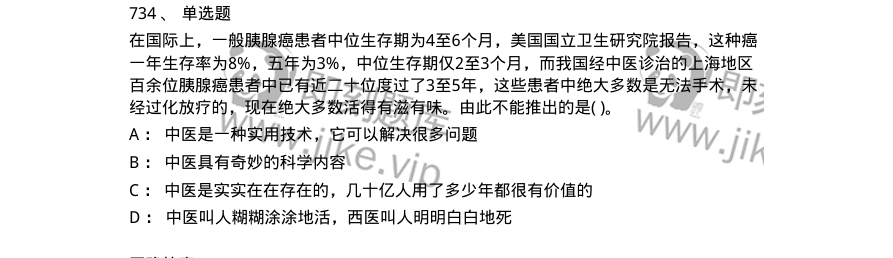 734 、 单选题
在国际上，一般胰腺癌患者中位生存期为4至6个月，美国国立卫生研究院报告，这种癌
一年生存率为8%，五年为3%，中位生存期仅2至3个月，而我国经中医诊治的上海地区
百余位胰腺癌患者中已有近二十位度过了3至5年，这些患者中绝大多数是无法手术，未
经过化放疗的，现在绝大多数活得有滋有味。由此不能推出的是( )。
A ： 中医是一种实用技术，它可以解决很多问题
B ： 中医具有奇妙的科学内容
C ： 中医是实实在在存在的，几十亿人用了多少年都很有价值的
D ： 中医叫人糊糊涂涂地活，西医叫人明明白白地死
即刻题库
www.jike.vip
即刻
www.jik